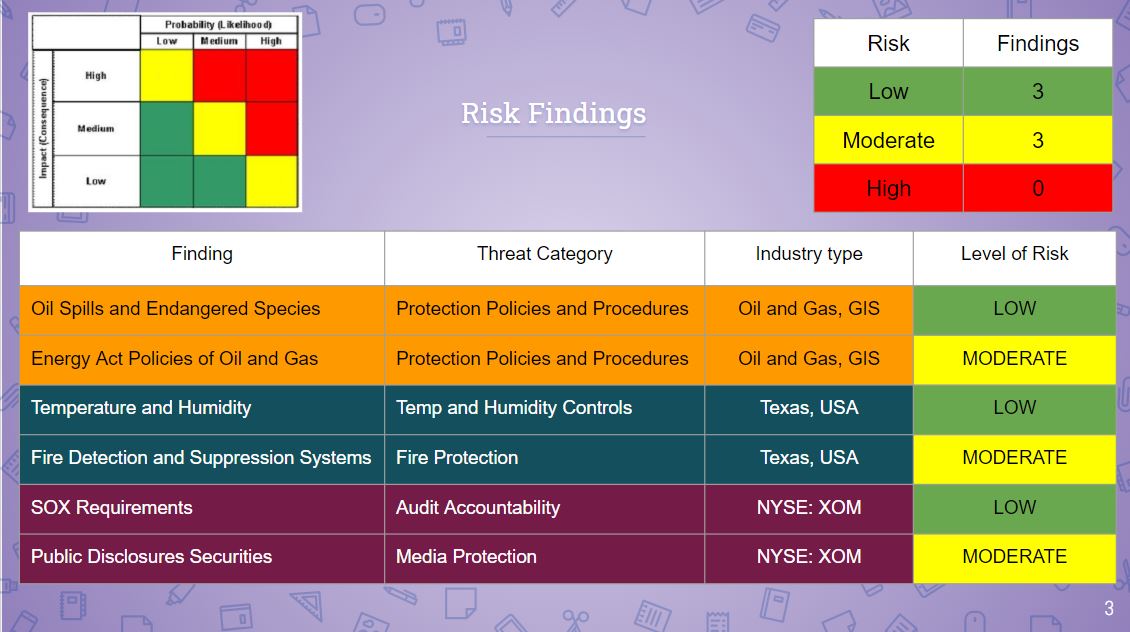 Probability (Likelihood)
Low Medium High
Impact (Consequence)
High
Medium
Low
Risk Findings
Risk Findings
Low 3
Moderate 3
High 0
Finding Threat Category Industry type Level of Risk
Oil Spills and Endangered Species Protection Policies and Procedures Oil and Gas, GIS LOW
Energy Act Policies of Oil and Gas Protection Policies and Procedures Oil and Gas, GIS MODERATE
Temperature and Humidity Temp and Humidity Controls Texas, USA LOW
Fire Detection and Suppression Systems Fire Protection Texas, USA MODERATE
SOX Requirements Audit Accountability NYSE: XOM LOW
Public Disclosures Securities Media Protection NYSE: XOM MODERATE
3